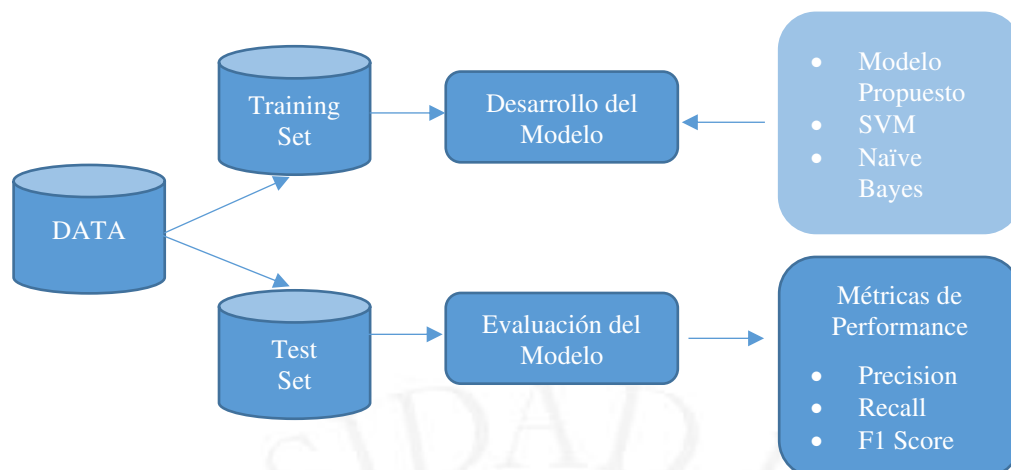 Training
Set
Desarrollo del
Modelo
• Modelo
Propuesto
• SVM
• Naïve
Bayes
DATA
Test
Set
Evaluación del
Modelo
Métricas de
Performance
• Precision
• Recall
• F1 Score
SIDAD